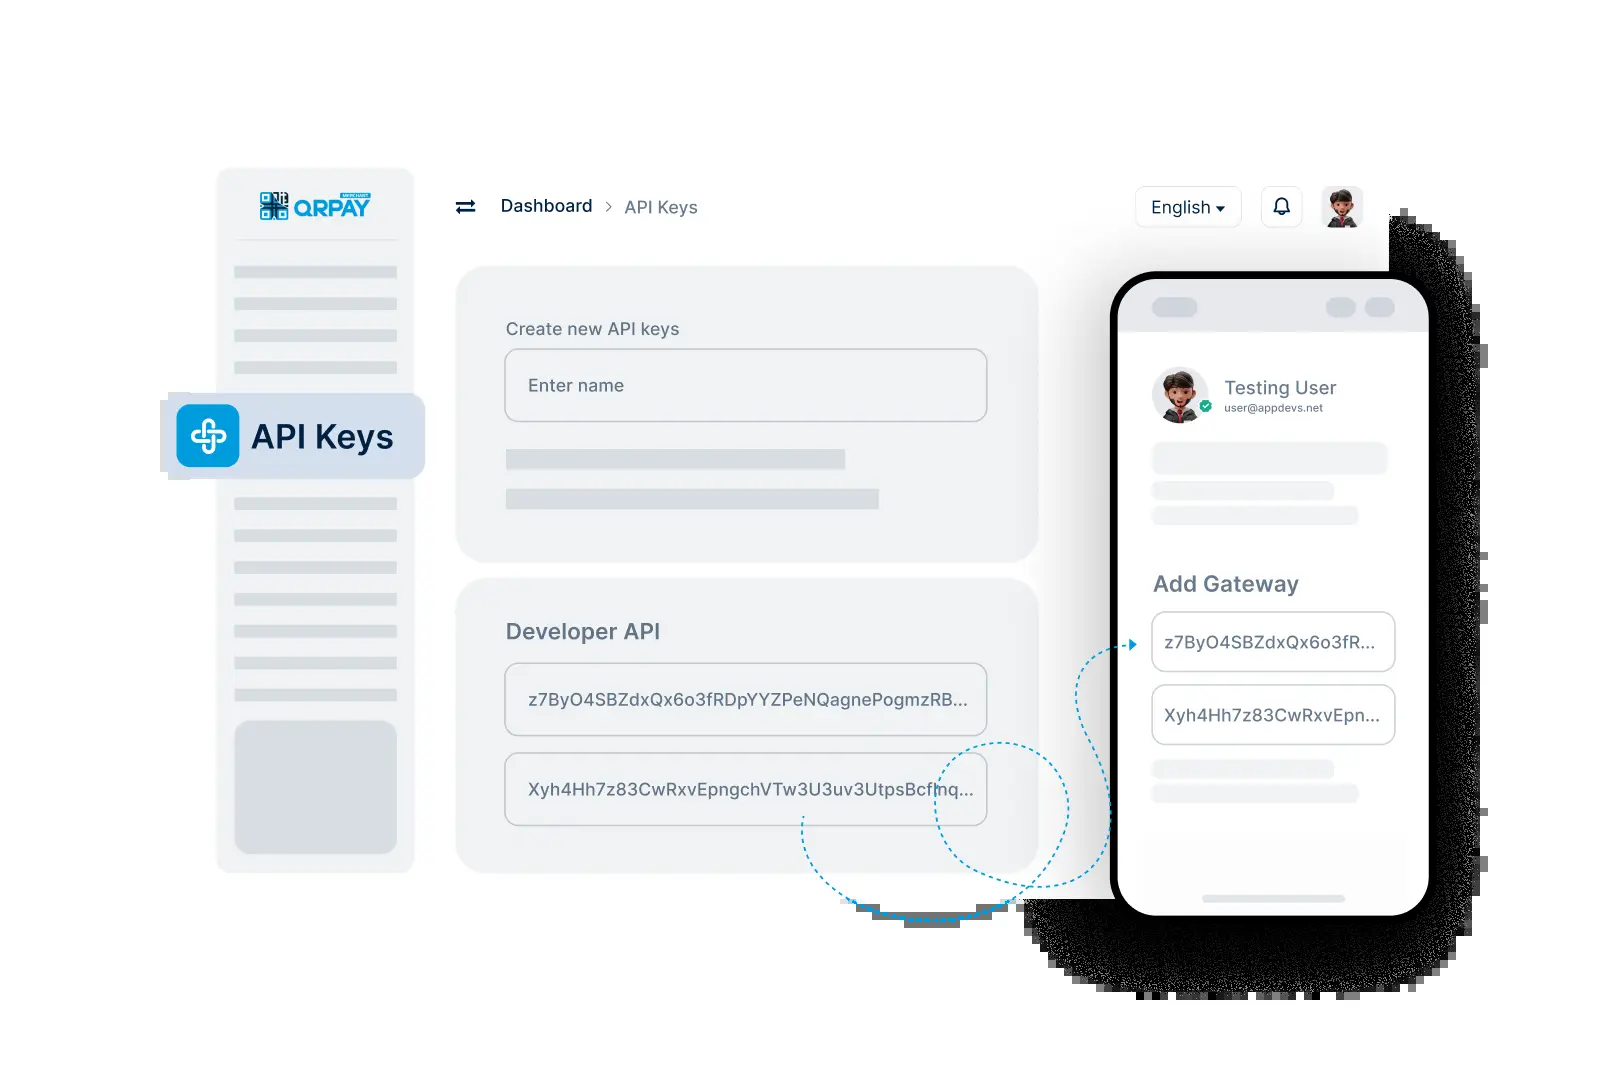 MERCHANT
QRPAY
Dashboard > API Keys
English
API Keys
Create new API keys
Enter name
Developer API
z7ByO4SBZdxQx6o3fRDpYYZPeNQagnePogmzRB...
Xyh4Hh7z83CwRxvEpngchVTw3U3uv3UtpsBcflnq...
Testing User
user@appdevs.net
Add Gateway
z7ByO4SBZdxQx6o3fR...
Xyh4Hh7z83CwRxvEpn...